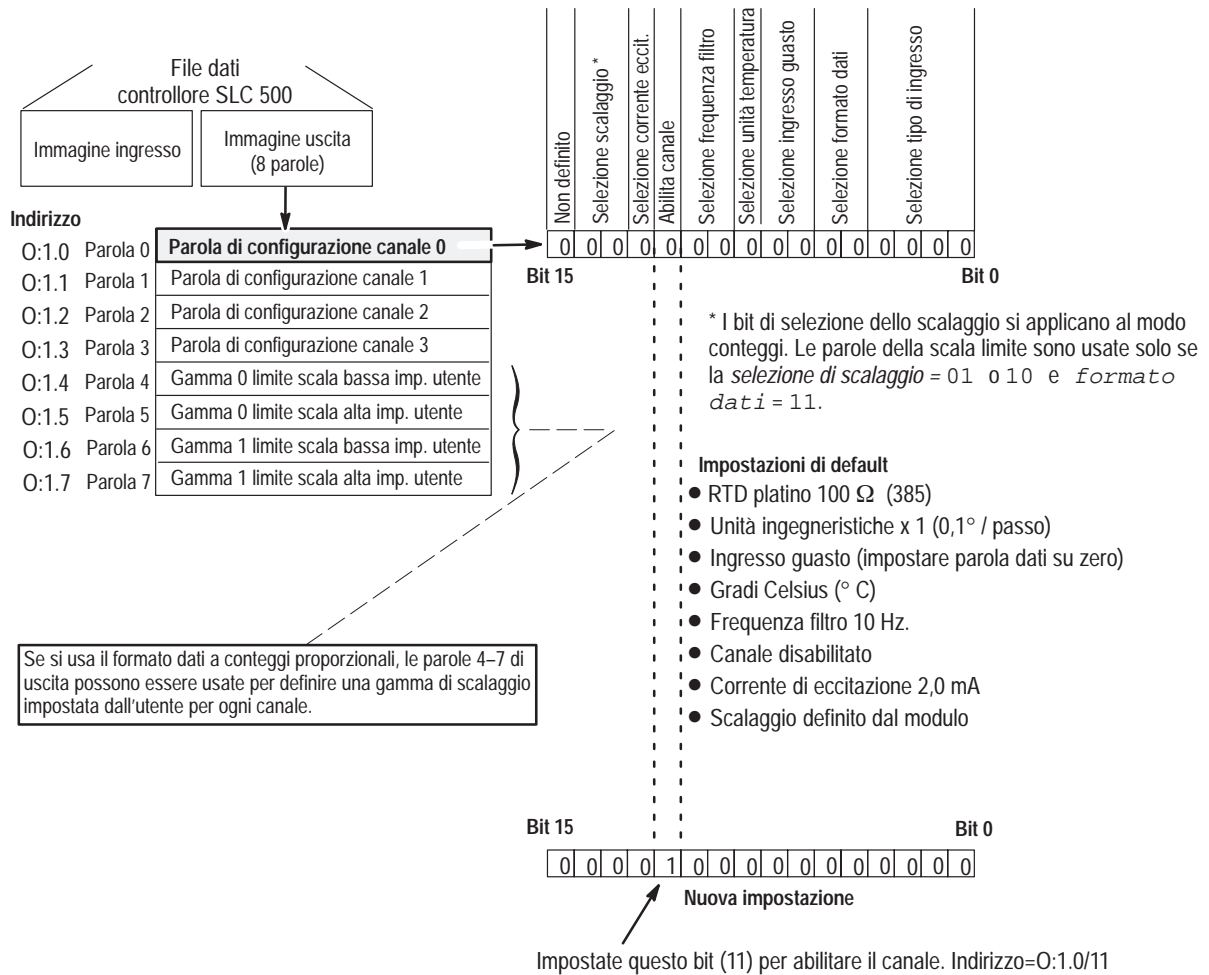 File dati
controllore SLC 500
Immagine ingresso
Immagine uscita
(8 parole)
Non definito
Selezione scalaggio *
Selezione corrente eccit.
Abilita canale
Selezione frequenza filtro
Selezione unità temperatura
Selezione ingresso guasto
Selezione formato dati
Selezione tipo di ingresso
Indirizzo
O:1.0 Parola 0 Parola di configurazione canale 0
O:1.1 Parola 1 Parola di configurazione canale 1
O:1.2 Parola 2 Parola di configurazione canale 2
O:1.3 Parola 3 Parola di configurazione canale 3
O:1.4 Parola 4 Gamma 0 limite scala bassa imp. utente
O:1.5 Parola 5 Gamma 0 limite scala alta imp. utente
O:1.6 Parola 6 Gamma 1 limite scala bassa imp. utente
O:1.7 Parola 7 Gamma 1 limite scala alta imp. utente
0 0 0 0 0 0 0 0 0 0 0 0 0 0 0 0
Bit 15 Bit 0
* I bit di selezione dello scalaggio si applicano al modo
conteggi. Le parole della scala limite sono usate solo se
la selezione di scalaggio = 01 o 10 e formato
dati = 11.
Impostazioni di default
● RTD platino 100 Ω (385)
● Unità ingegneristiche x 1 (0,1° / passo)
● Ingresso guasto (impostare parola dati su zero)
● Gradi Celsius (° C)
● Frequenza filtro 10 Hz.
● Canale disabilitato
● Corrente di eccitazione 2,0 mA
● Scalaggio definito dal modulo
Se si usa il formato dati a conteggi proporzionali, le parole 4–7 di
uscita possono essere usate per definire una gamma di scalaggio
impostata dall'utente per ogni canale.
Bit 15 Bit 0
0 0 0 0 1 0 0 0 0 0 0 0 0 0 0 0
Nuova impostazione
Impostate questo bit (11) per abilitare il canale. Indirizzo=O:1.0/11